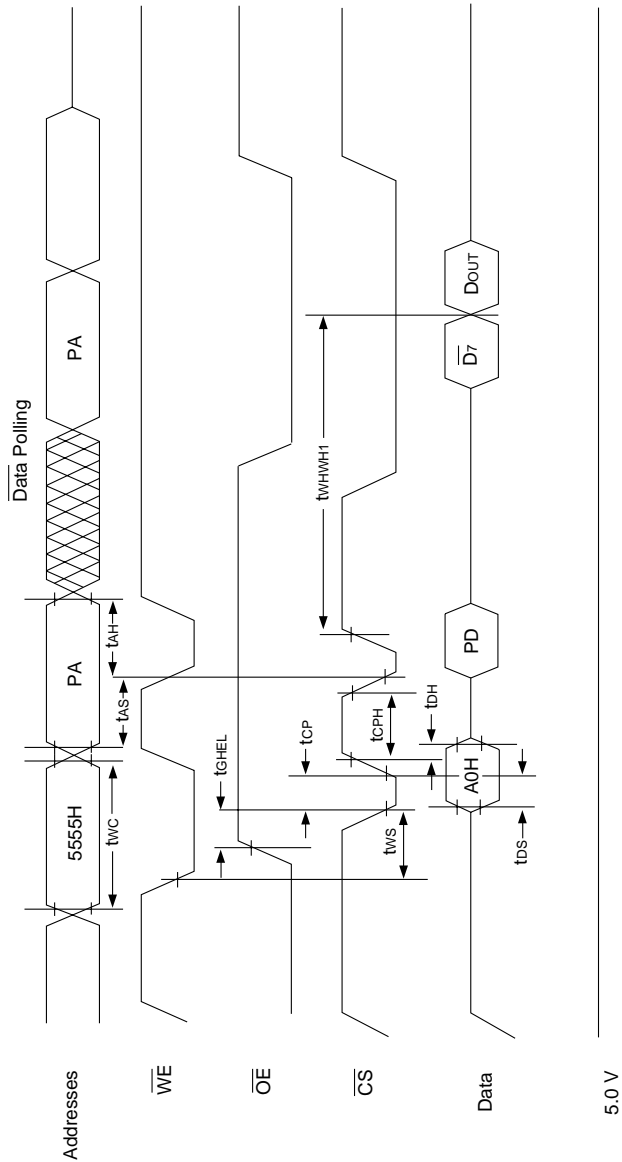 Data Polling
Addresses
5555H
PA
PA
tWC
tAS
tAH
WE
OE
tGHEL
CS
tWS
tCP
tCPH
tWHWH1
Data
A0H
PD
D7
DOUT
tDS
tDH
5.0 V